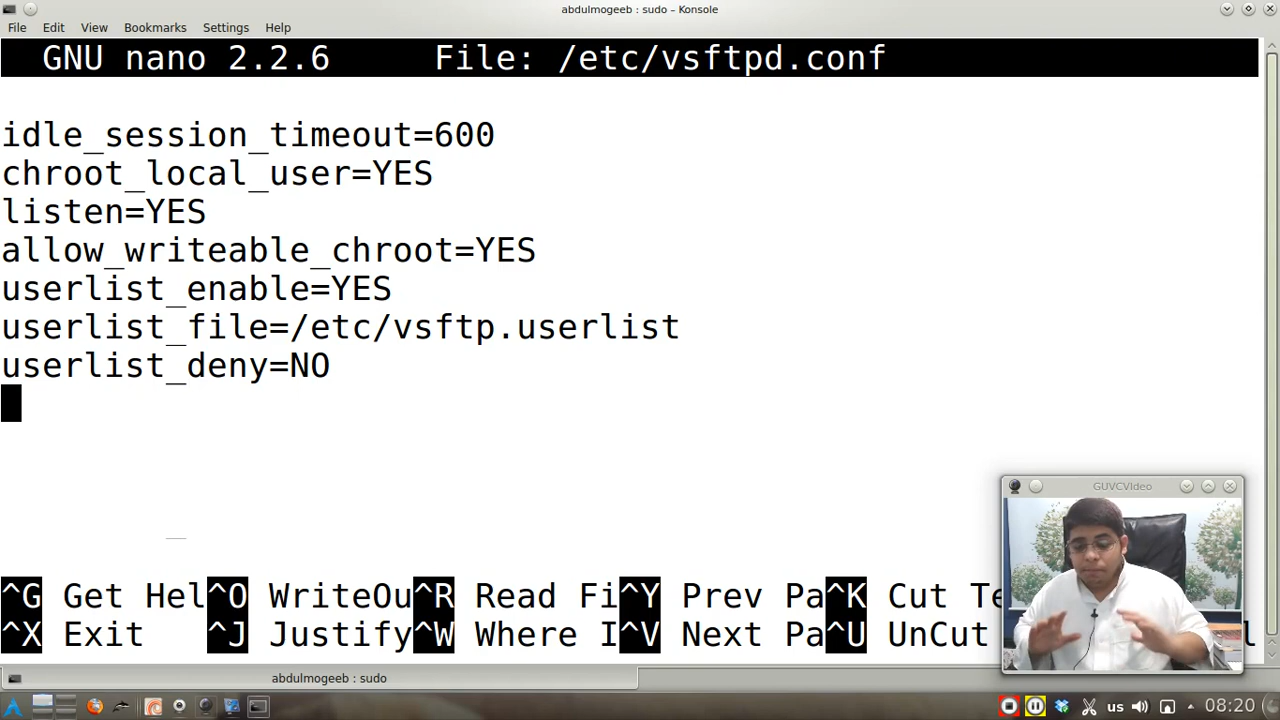 abdulmogeeb : sudo – Konsole
File Edit View Bookmarks Settings Help
GNU nano 2.2.6 File: /etc/vsftpd.conf
idle_session_timeout=600
chroot_local_user=YES
listen=YES
allow_writeable_chroot=YES
userlist_enable=YES
userlist_file=/etc/vsftp.userlist
userlist_deny=NO
GUVCVideo
^G Get Hel ^O WriteOu ^R Read Fi ^Y Prev Pa ^K Cut Te
^X Exit ^J Justify ^W Where I ^V Next Pa ^U UnCut
abdulmogeeb : sudo
us 08:20